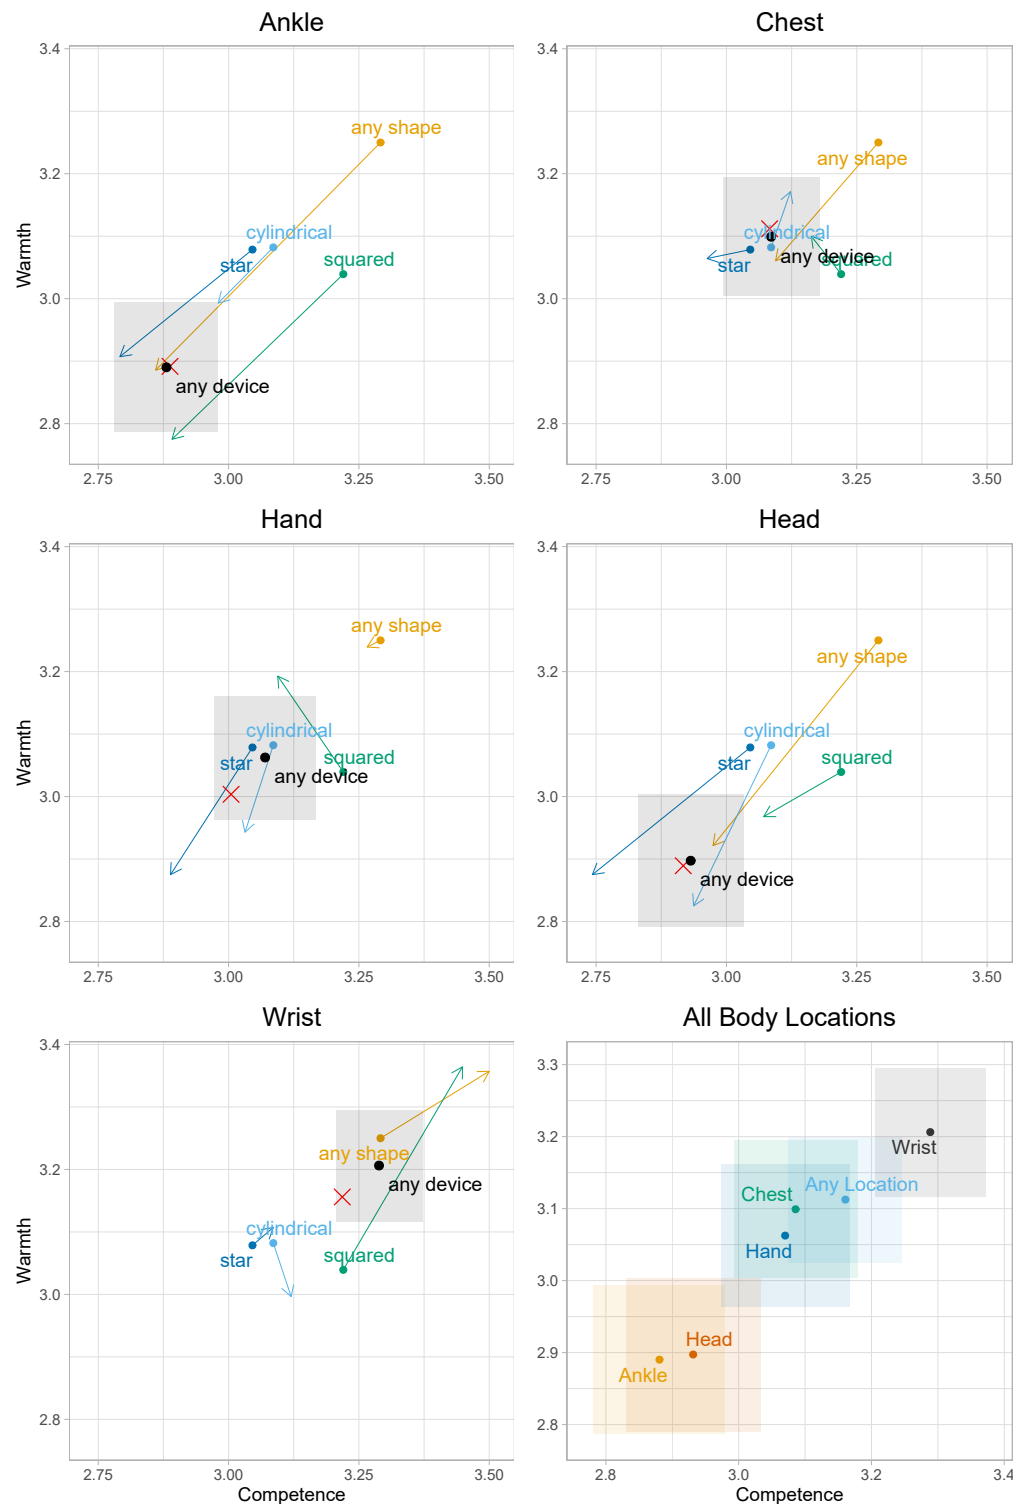 Ankle
Chest
3.4
3.2
3.0
2.8
Warmth
any shape
cylindrical
star
squared
any device
2.75 3.00 3.25 3.50
3.4
3.2
3.0
2.8
any shape
cylindrical
star
any device
squared
2.75 3.00 3.25 3.50
Hand
Head
3.4
3.2
3.0
2.8
Warmth
any shape
cylindrical
star
squared
any device
2.75 3.00 3.25 3.50
3.4
3.2
3.0
2.8
any shape
cylindrical
star
squared
any device
2.75 3.00 3.25 3.50
Wrist
All Body Locations
3.4
3.2
3.0
2.8
Warmth
any shape
any device
cylindrical
star
squared
2.75 3.00 3.25 3.50
Competence
3.3
3.2
3.1
3.0
2.9
2.8
Wrist
Any Location
Chest
Hand
Head
Ankle
2.8 3.0 3.2 3.4
Competence